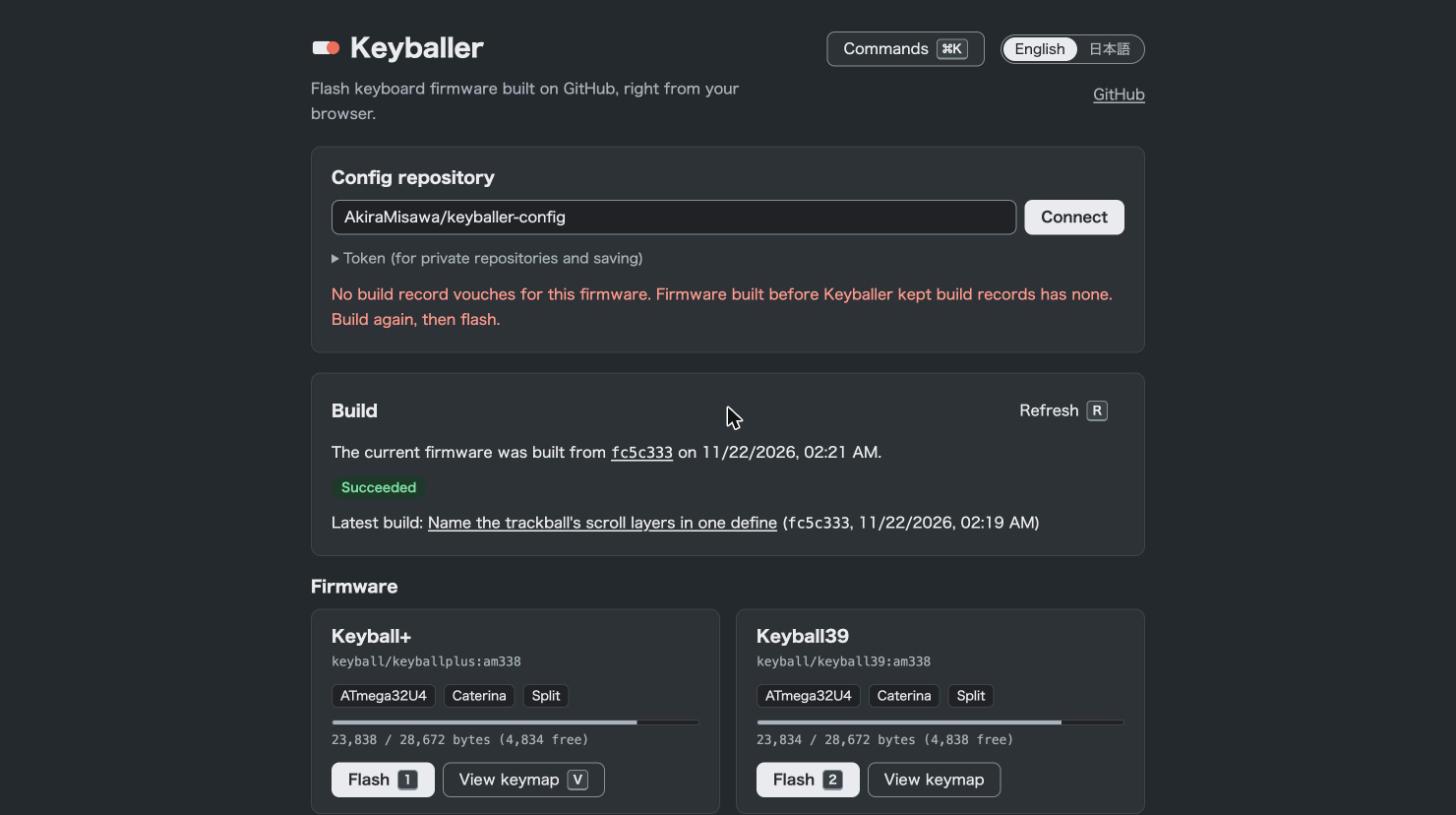 Keyballer
Commands ⌘K
English 日本語
Flash keyboard firmware built on GitHub, right from your
browser.
GitHub
Config repository
AkiraMisawa/keyballer-config
Connect
Token (for private repositories and saving)
No build record vouches for this firmware. Firmware built before Keyballer kept build records has none.
Build again, then flash.
Build
Refresh R
The current firmware was built from fc5c333 on 11/22/2026, 02:21 AM.
Succeeded
Latest build: Name the trackball's scroll layers in one define (fc5c333, 11/22/2026, 02:19 AM)
Firmware
Keyball+
keyball/keyballplus:am338
ATmega32U4 Caterina Split
23,838 / 28,672 bytes (4,834 free)
Flash 1 View keymap V
Keyball39
keyball/keyball39:am338
ATmega32U4 Caterina Split
23,834 / 28,672 bytes (4,838 free)
Flash 2 View keymap